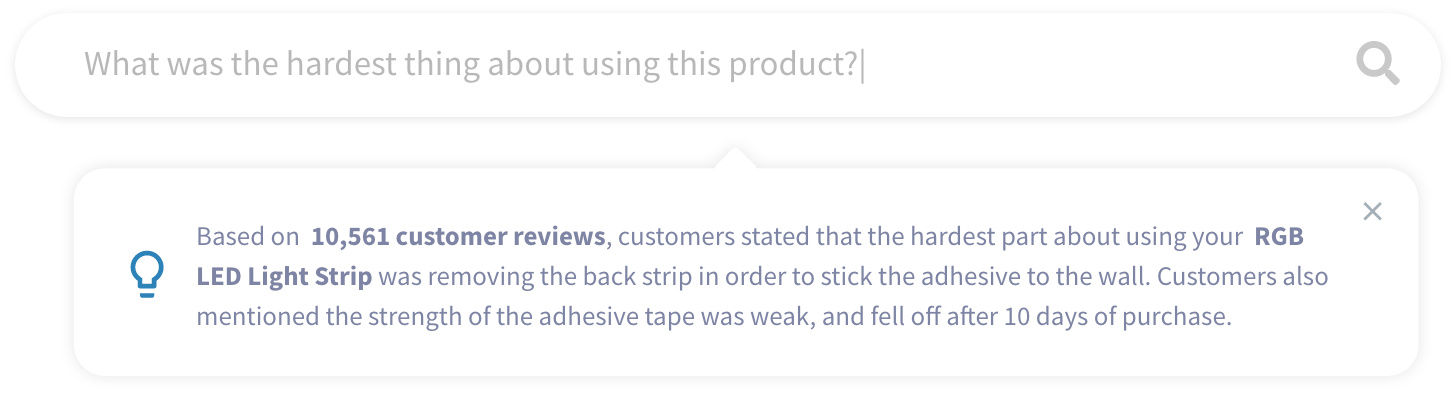 What was the hardest thing about using this product?
Based on 10,561 customer reviews, customers stated that the hardest part about using your RGB
LED Light Strip was removing the back strip in order to stick the adhesive to the wall. Customers also
mentioned the strength of the adhesive tape was weak, and fell off after 10 days of purchase.